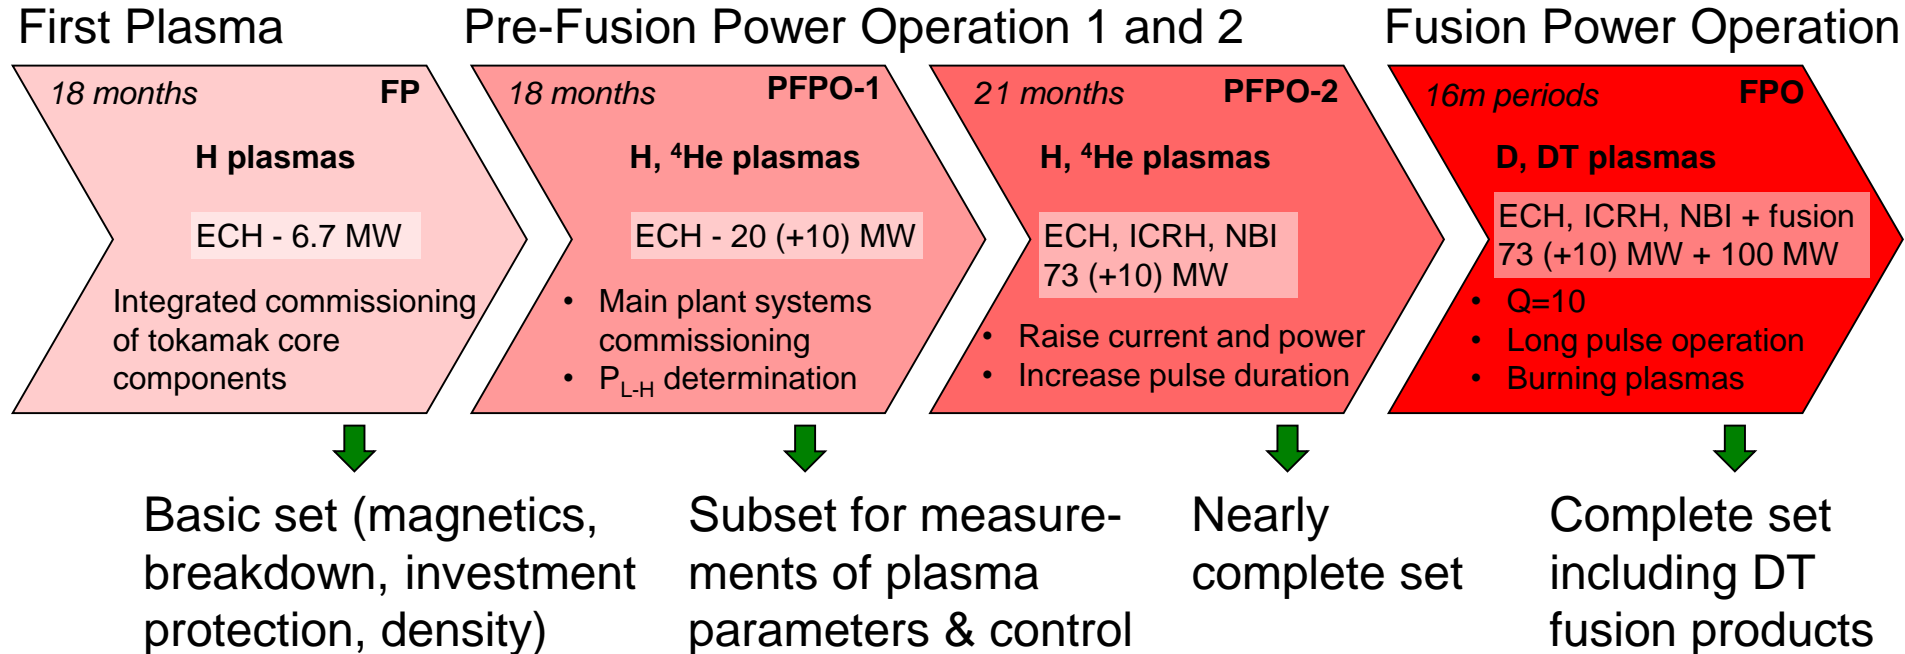 First Plasma
Pre-Fusion Power Operation 1 and 2
Fusion Power Operation
18 months FP
H plasmas
ECH - 6.7 MW
Integrated commissioning
of tokamak core
components
18 months PFPO-1
H, ⁴He plasmas
ECH - 20 (+10) MW
• Main plant systems
commissioning
• P_L-H determination
21 months PFPO-2
H, ⁴He plasmas
ECH, ICRH, NBI
73 (+10) MW
• Raise current and power
• Increase pulse duration
16m periods FPO
D, DT plasmas
ECH, ICRH, NBI + fusion
73 (+10) MW + 100 MW
• Q=10
• Long pulse operation
• Burning plasmas
Basic set (magnetics,
breakdown, investment
protection, density)
Subset for measure-
ments of plasma
parameters & control
Nearly
complete set
Complete set
including DT
fusion products